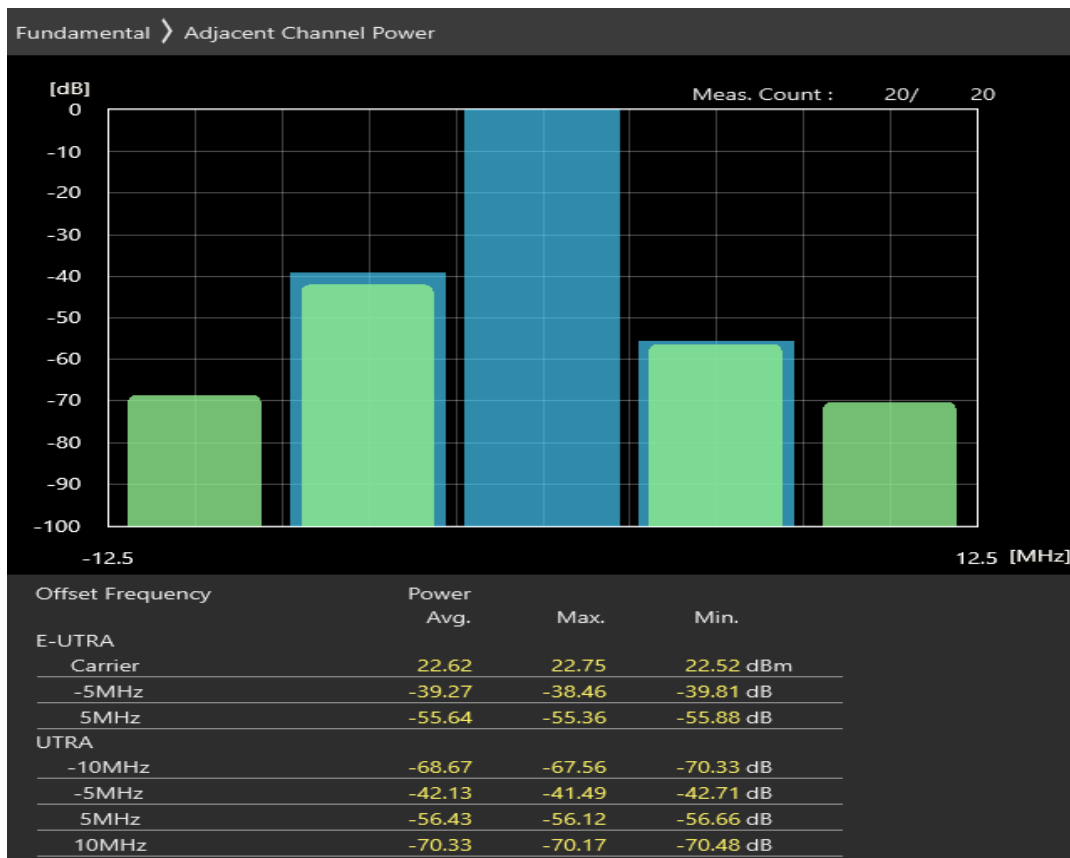 Fundamental 〉 Adjacent Channel Power
[dB]
Meas. Count : 20/ 20
0
-10
-20
-30
-40
-50
-60
-70
-80
-90
-100
-12.5 12.5 [MHz]
Offset Frequency Power
Avg. Max. Min.
E-UTRA
Carrier 22.62 22.75 22.52 dBm
-5MHz -39.27 -38.46 -39.81 dB
5MHz -55.64 -55.36 -55.88 dB
UTRA
-10MHz -68.67 -67.56 -70.33 dB
-5MHz -42.13 -41.49 -42.71 dB
5MHz -56.43 -56.12 -56.66 dB
10MHz -70.33 -70.17 -70.48 dB